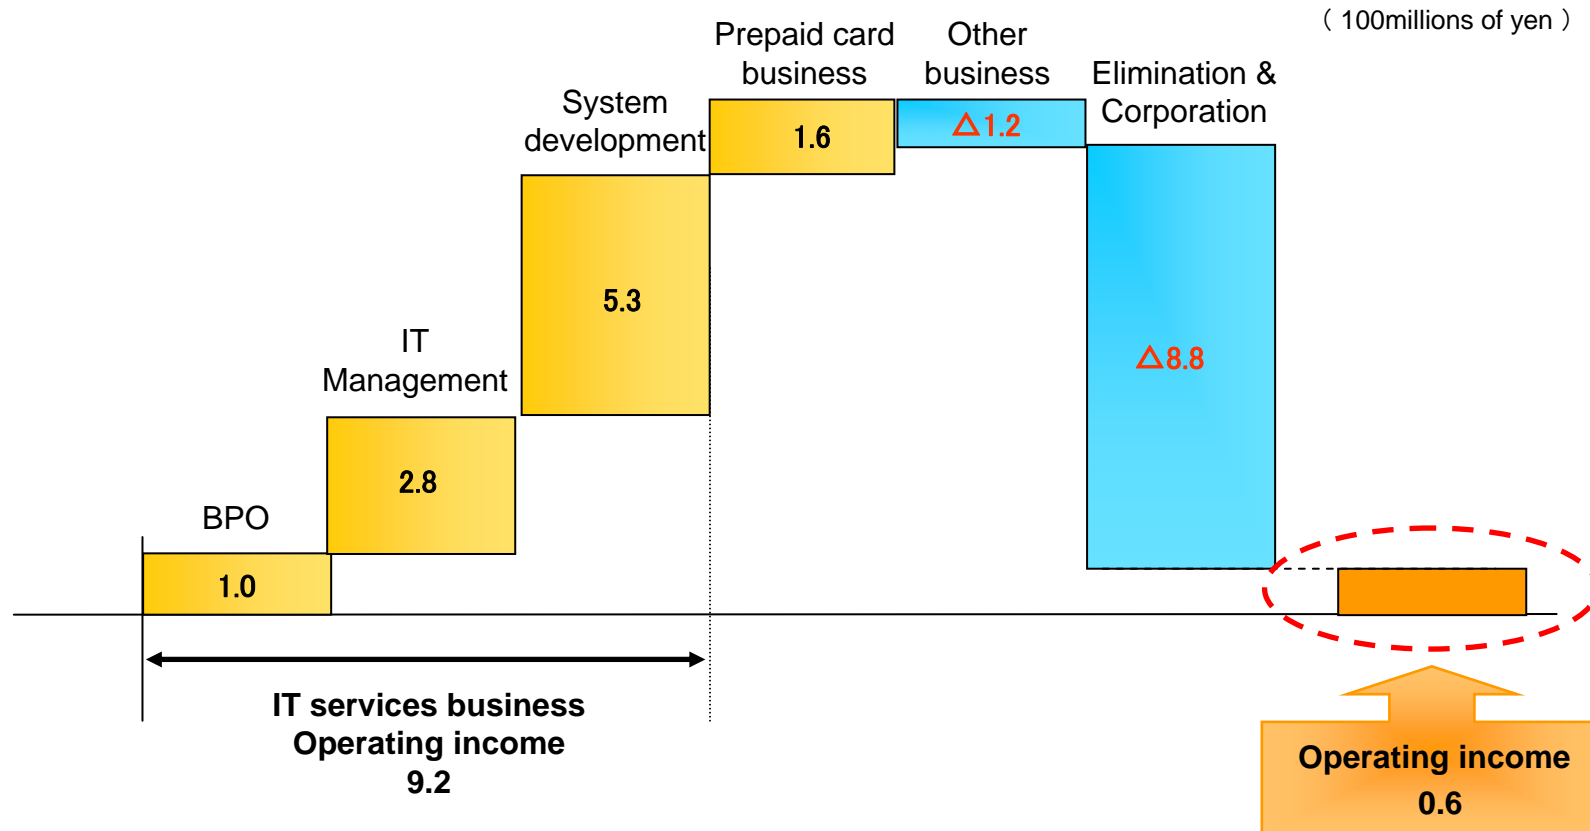 （ 100millions of yen ）
Prepaid card
business
Other
business
Elimination &
Corporation
System
development
1.6
△1.2
5.3
IT
Management
△8.8
2.8
BPO
1.0
IT services business
Operating income
9.2
Operating income
0.6